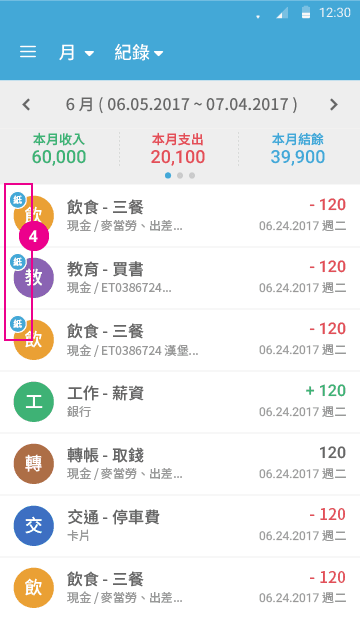 12:30
月 紀錄
6 月 ( 06.05.2017 ~ 07.04.2017 )
本月收入 本月支出 本月結餘
60,000 20,100 39,900
紙
飲 飲食 - 三餐 - 120
現金 / 麥當勞、出差... 06.24.2017 週二
4
紙
教 教育 - 買書 - 120
現金 / ET0386724... 06.24.2017 週二
紙
飲 飲食 - 三餐 - 120
現金 / ET0386724 漢堡... 06.24.2017 週二
工 工作 - 薪資 + 120
銀行 06.24.2017 週二
轉 轉帳 - 取錢 120
現金 / 麥當勞、出差... 06.24.2017 週二
交 交通 - 停車費 - 120
卡片 06.24.2017 週二
飲 飲食 - 三餐 - 120
現金 / 麥當勞、出差... 06.24.2017 週二